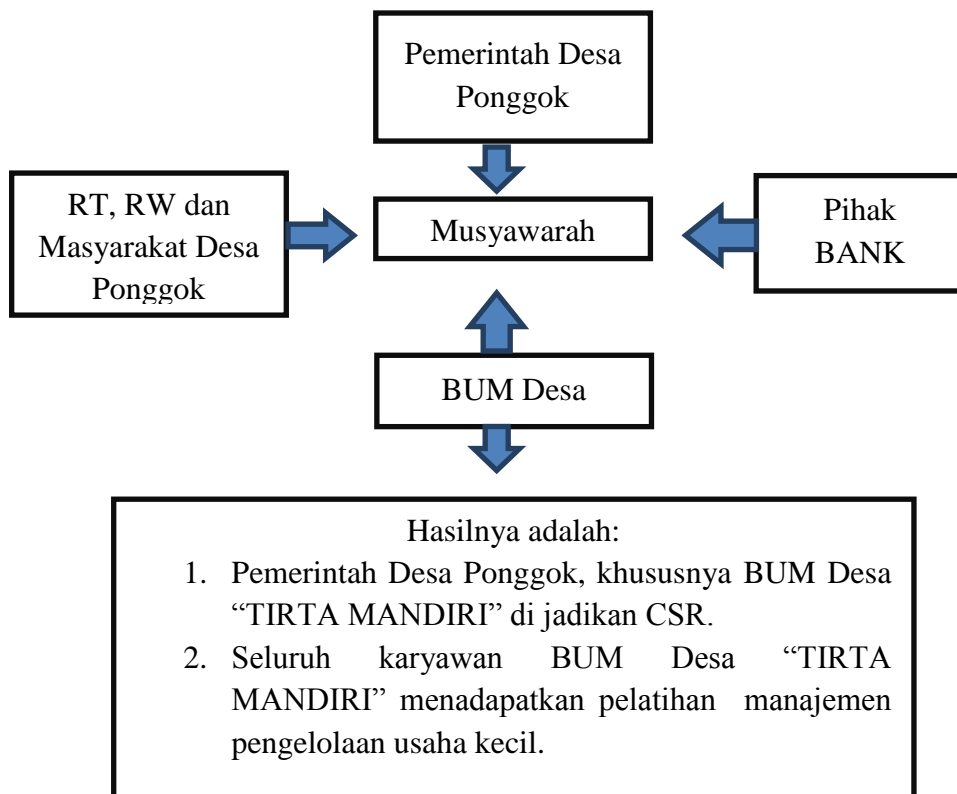 Pemerintah Desa
Ponggok
RT, RW dan
Masyarakat Desa
Ponggok
Musyawarah
Pihak
BANK
BUM Desa
Hasilnya adalah:
1. Pemerintah Desa Ponggok, khususnya BUM Desa
“TIRTA MANDIRI” di jadikan CSR.
2. Seluruh karyawan BUM Desa “TIRTA
MANDIRI” menadapatkan pelatihan manajemen
pengelolaan usaha kecil.